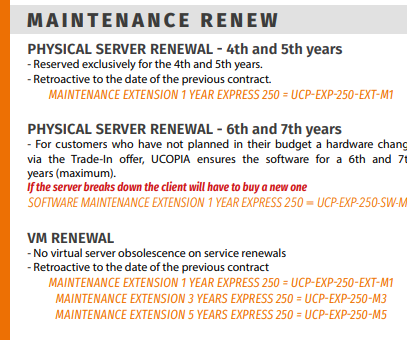 MAINTENANCE RENEW
PHYSICAL SERVER RENEWAL - 4th and 5th years
- Reserved exclusively for the 4th and 5th years.
- Retroactive to the date of the previous contract.
MAINTENANCE EXTENSION 1 YEAR EXPRESS 250 = UCP-EXP-250-EXT-M1
PHYSICAL SERVER RENEWAL - 6th and 7th years
- For customers who have not planned in their budget a hardware chang
via the Trade-In offer, UCOPIA ensures the software for a 6th and 7t
years (maximum).
If the server breaks down the client will have to buy a new one
SOFTWARE MAINTENANCE EXTENSION 1 YEAR EXPRESS 250 = UCP-EXP-250-SW-M
VM RENEWAL
- No virtual server obsolescence on service renewals
- Retroactive to the date of the previous contract
MAINTENANCE EXTENSION 1 YEAR EXPRESS 250 = UCP-EXP-250-EXT-M1
MAINTENANCE EXTENSION 3 YEARS EXPRESS 250 = UCP-EXP-250-M3
MAINTENANCE EXTENSION 5 YEARS EXPRESS 250 = UCP-EXP-250-M5